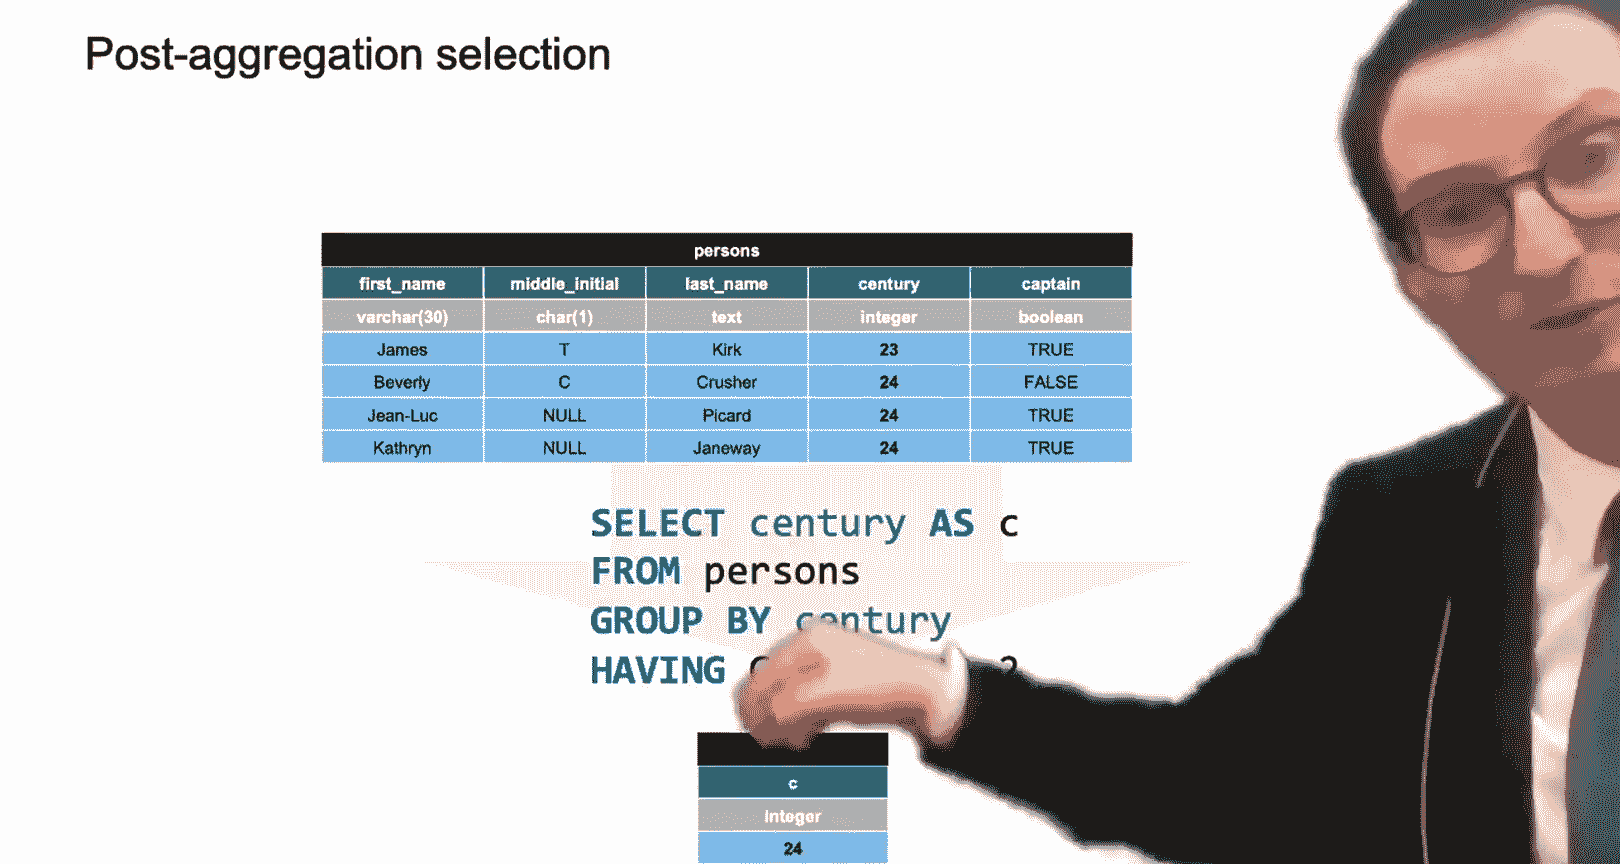 Post-aggregation selection
persons
first_name middle_initial last_name century captain
varchar(30) char(1) text integer boolean
James T Kirk 23 TRUE
Beverly C Crusher 24 FALSE
Jean-Luc NULL Picard 24 TRUE
Kathryn NULL Janeway 24 TRUE
SELECT century AS c
FROM persons
GROUP BY century
HAVING
c
integer
24